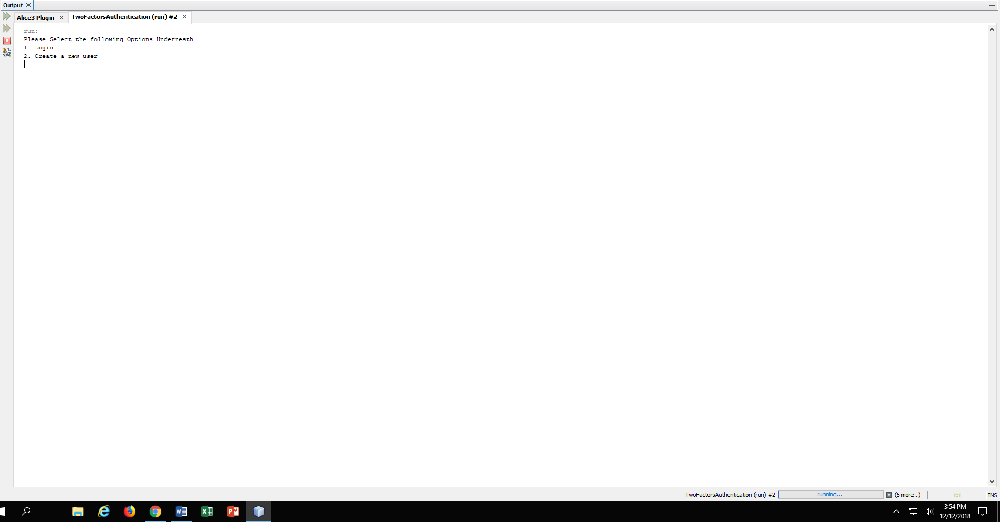 Output
Alice3 Plugin
TwoFactorsAuthentication (run) #2
run:
Please Select the following Options Underneath
1. Login
2. Create a new user
TwoFactorsAuthentication (run) #2
running...
(5 more...)
1:1
INS
3:54 PM
12/12/2018